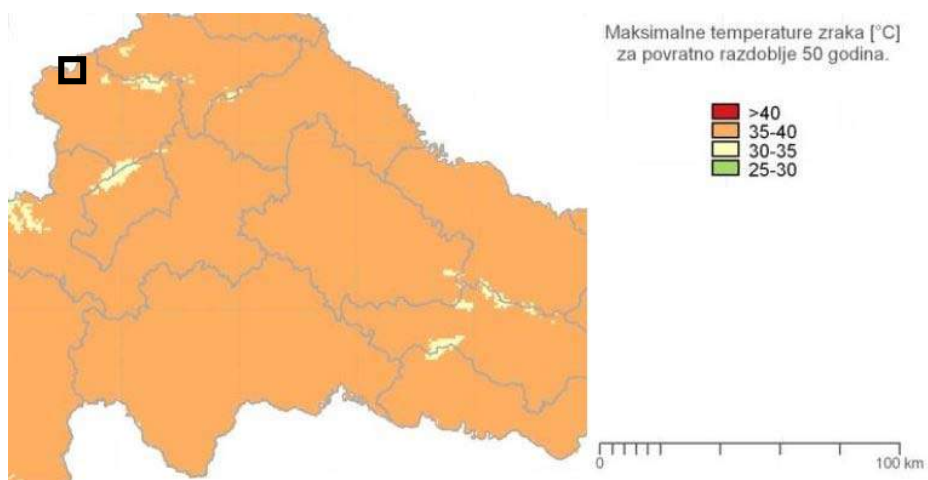 Maksimalne temperature zraka [°C]
za povratno razdoblje 50 godina.
>40
35-40
30-35
25-30
0 100 km